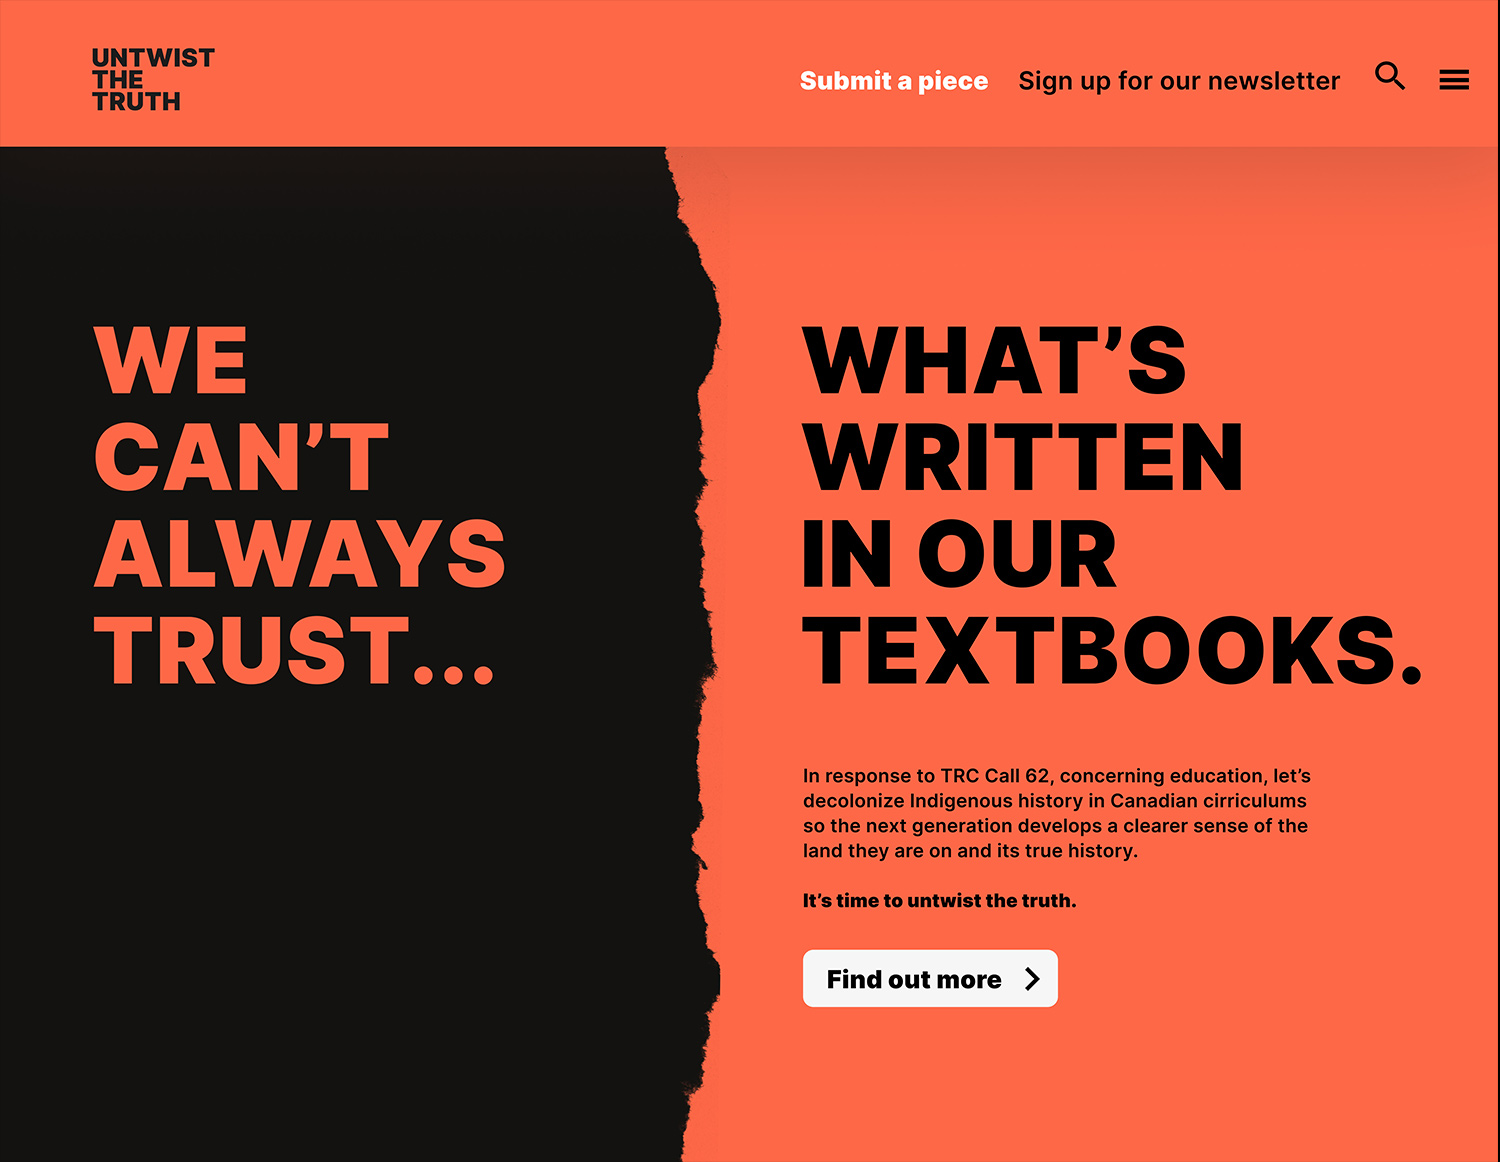 UNTWIST
THE
TRUTH
Submit a piece
Sign up for our newsletter
WE
CAN’T
ALWAYS
TRUST...
WHAT’S
WRITTEN
IN OUR
TEXTBOOKS.
In response to TRC Call 62, concerning education, let’s
decolonize Indigenous history in Canadian cirriculums
so the next generation develops a clearer sense of the
land they are on and its true history.
It’s time to untwist the truth.
Find out more